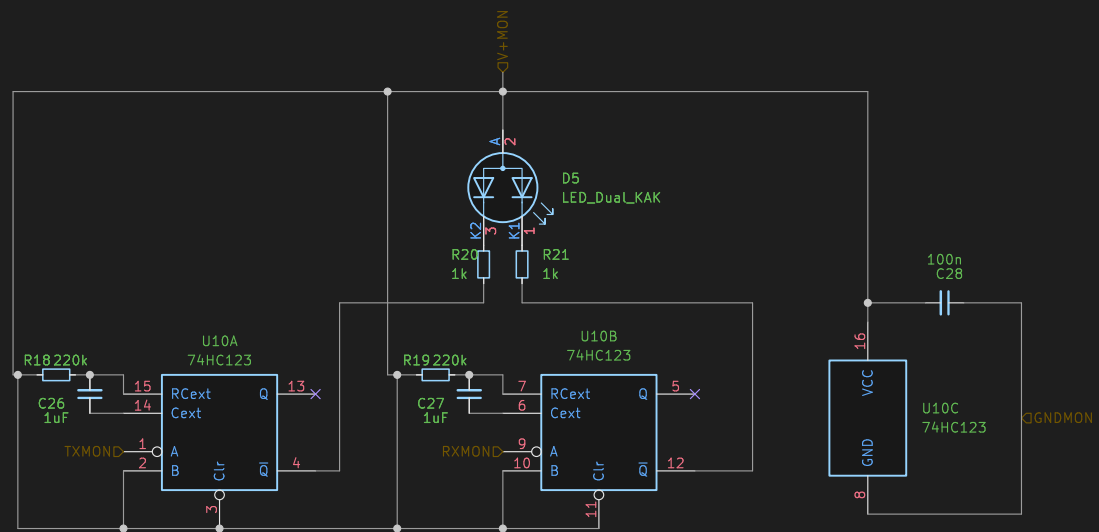 V+MON
A
2
D5
LED_Dual_KAK
K2
3
K1
1
R20
1k
R21
1k
100n
C28
U10A
74HC123
R18 220k
C26
1uF
15
RCext
Q
13
14
Cext
TXMON
1
A
2
B
Clr
Q
4
3
U10B
74HC123
R19 220k
C27
1uF
7
RCext
Q
5
6
Cext
RXMON
9
A
10
B
Clr
Q
12
11
16
VCC
U10C
74HC123
GND
8
GNDMON